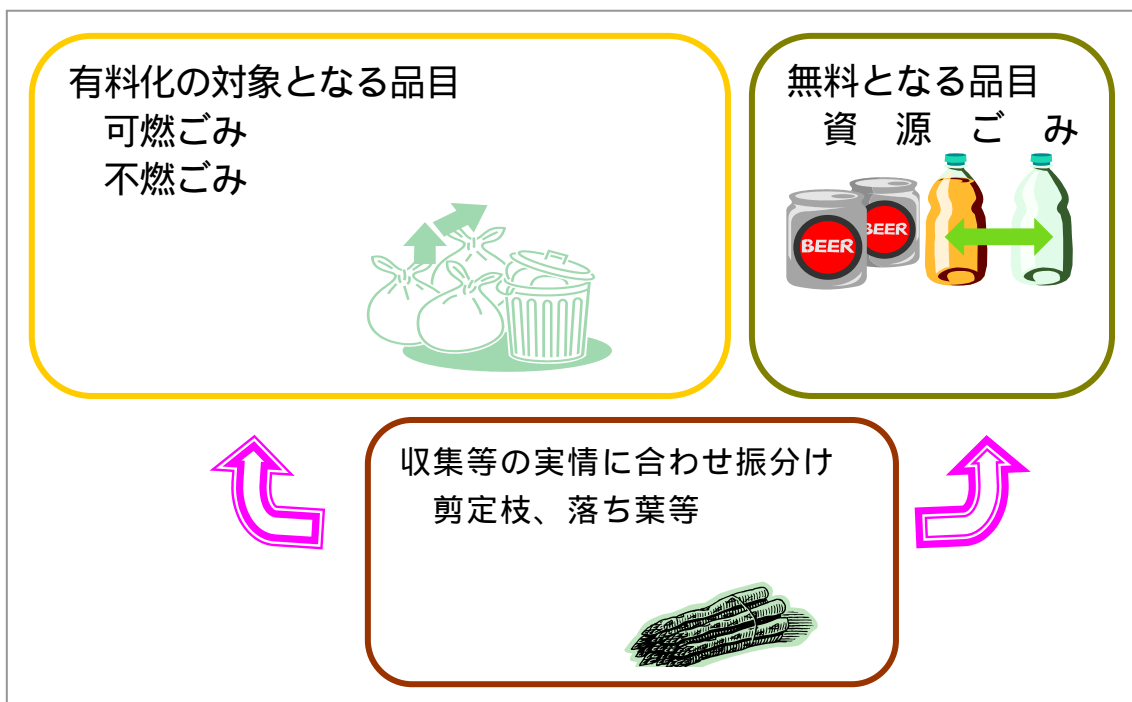 有料化の対象となる品目
可燃ごみ
不燃ごみ
無料となる品目
資源ごみ
BEER
BEER
収集等の実情に合わせ振分け
剪定枝、落ち葉等